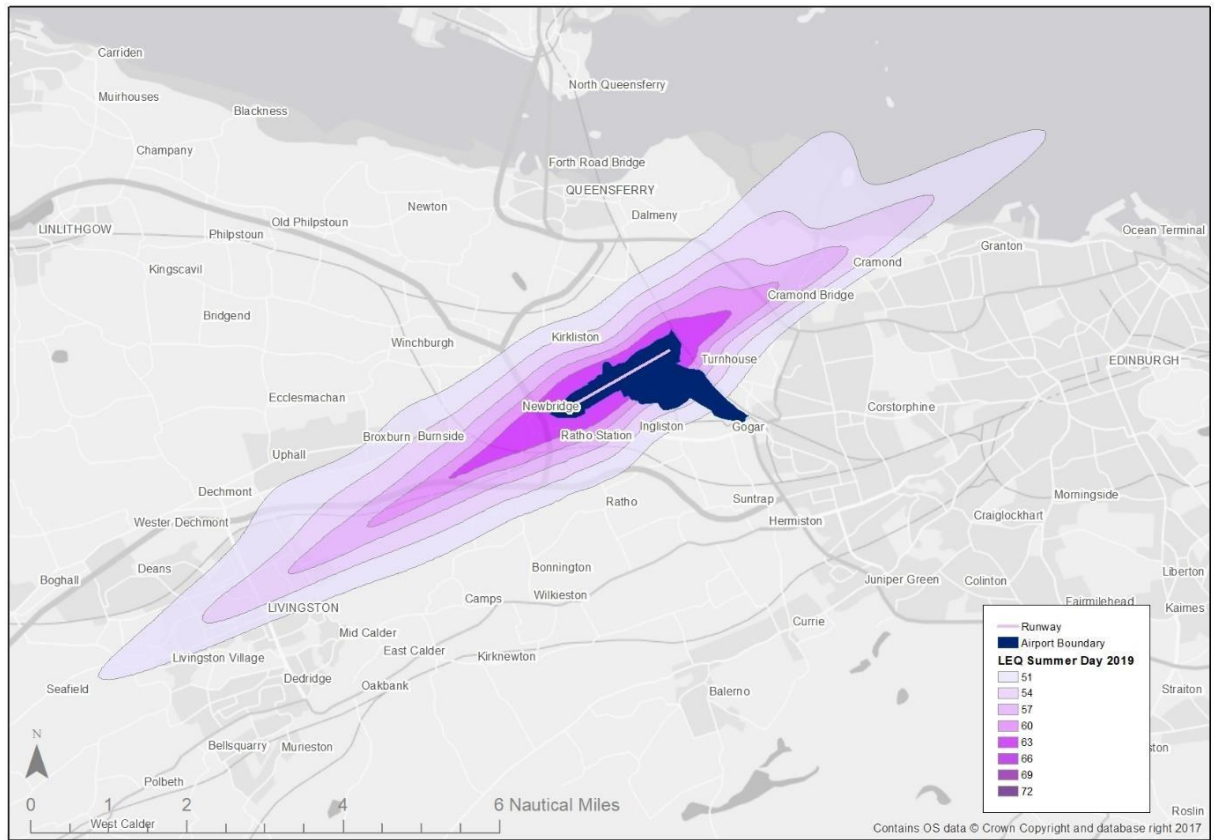 Carriden
Muirhouses
North Queensferry
Blackness
Champany
Forth Road Bridge
QUEENSFERRY
Newton
Dalmeny
Old Philpstoun
LINLITHGOW
Philpstoun
Ocean Terminal
Granton
Kingscavil
Cramond
Cramond Bridge
Bridgend
Kirkliston
Winchburgh
Turnhouse
EDINBURGH
Ecclesmachan
Newbridge
Corstorphine
Ingliston
Gogar
Broxburn
Burnside
Ratho Station
Uphall
Dechmont
Ratho
Suntrap
Morningside
Wester Dechmont
Hermiston
Craiglockhart
Deans
Bonnington
Boghall
Juniper Green
Colinton
Liberton
Camps
Wilkieston
LIVINGSTON
Fairmilehead
Kaimes
Currie
Mid Calder
East Calder
Kirknewton
Livingston Village
Seafield
Dedridge
Oakbank
Balerno
Straiton
Bellsquarry
Murieston
ston
Polbeth
West Calder
Roslin
N
0 2 4 6 Nautical Miles
Runway
Airport Boundary
LEQ Summer Day 2019
51
54
57
60
63
66
69
72
Contains OS data © Crown Copyright and database right 2017